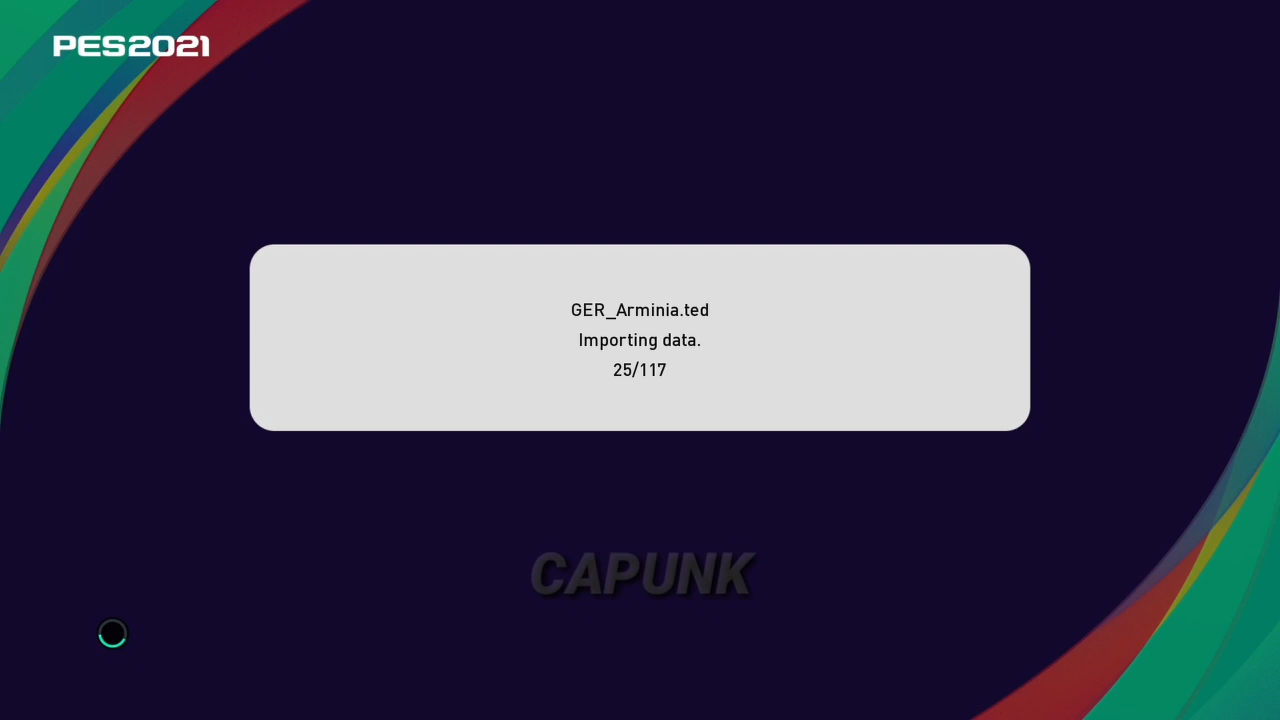 PES2021
GER_Arminia.ted
Importing data.
25/117
CAPUNK